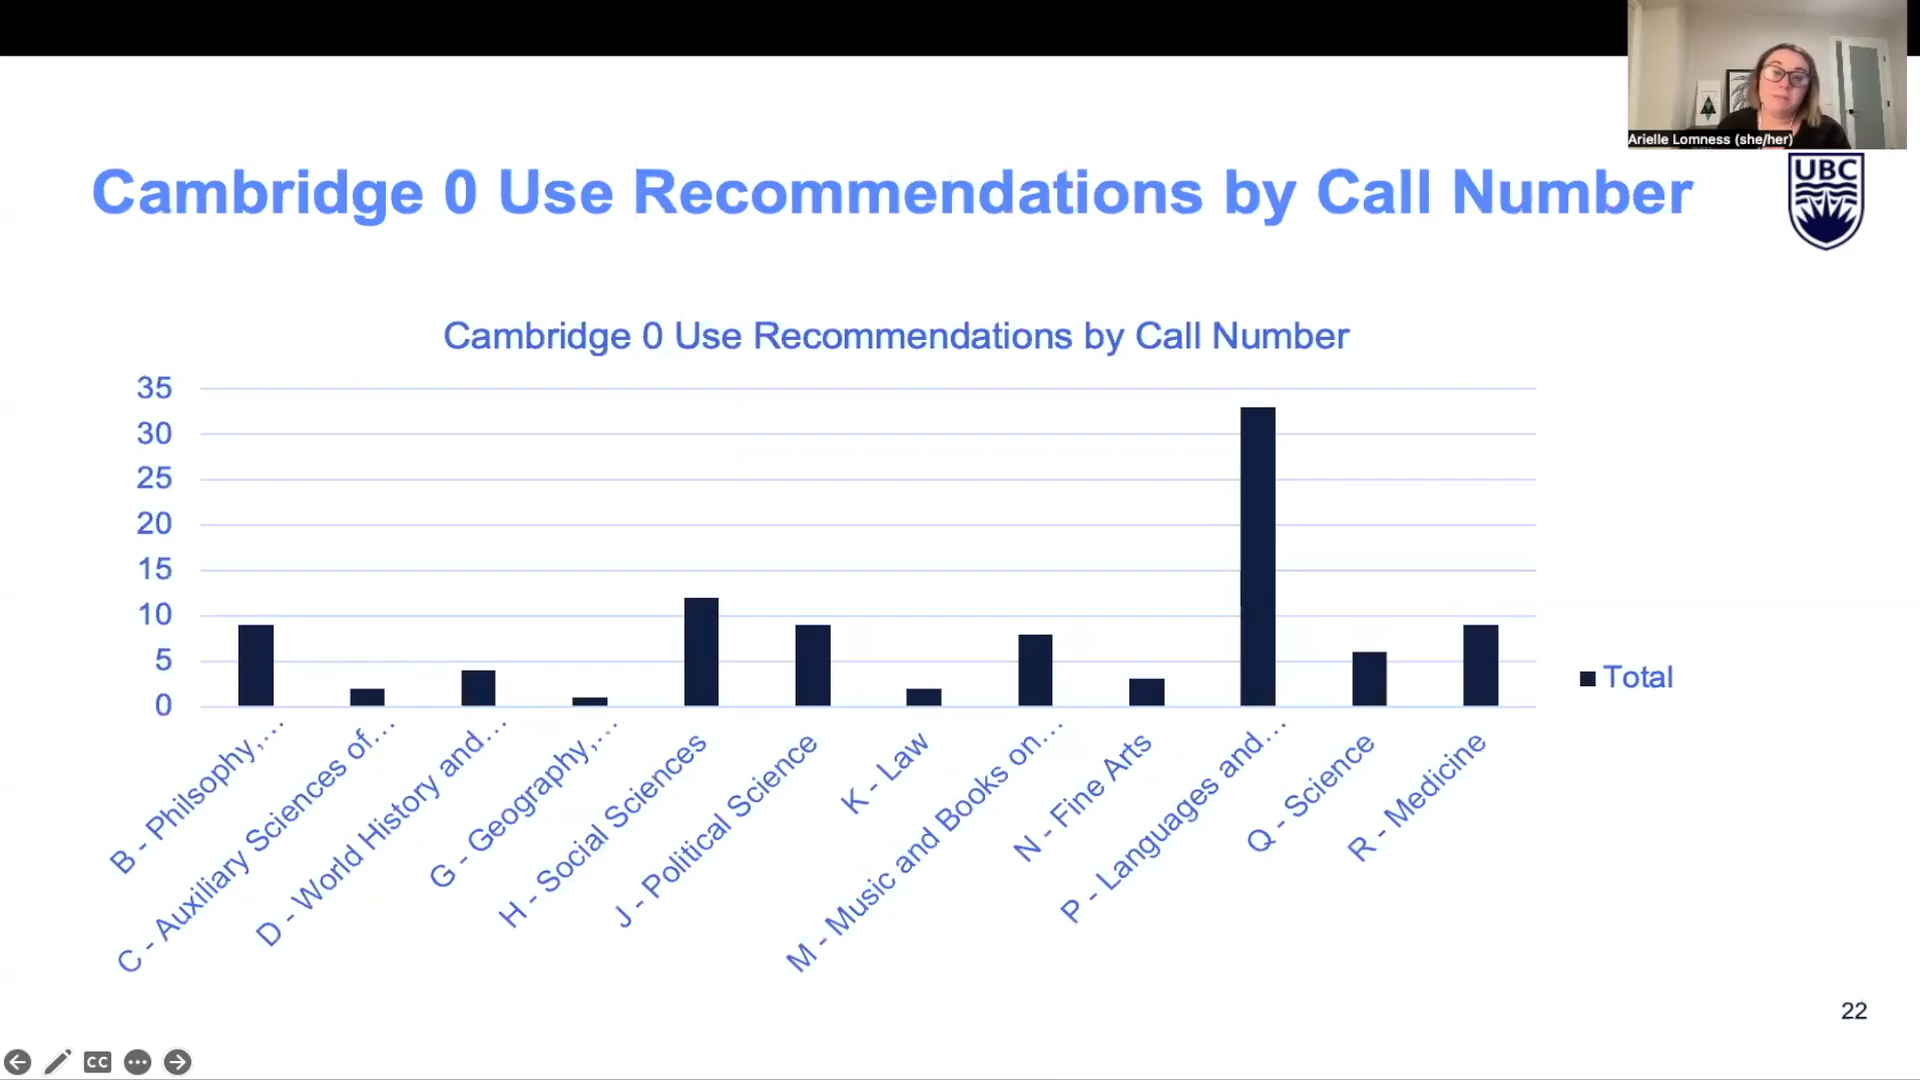 Arielle Lomness (she/her)
UBC
Cambridge 0 Use Recommendations by Call Number
Cambridge 0 Use Recommendations by Call Number
35
30
25
20
15
10
5
0
B - Philsophy,...
C - Auxiliary Sciences of...
D - World History and...
G - Geography,...
H - Social Sciences
J - Political Science
K - Law
M - Music and Books on...
N - Fine Arts
P - Languages and...
Q - Science
R - Medicine
Total
22
CC